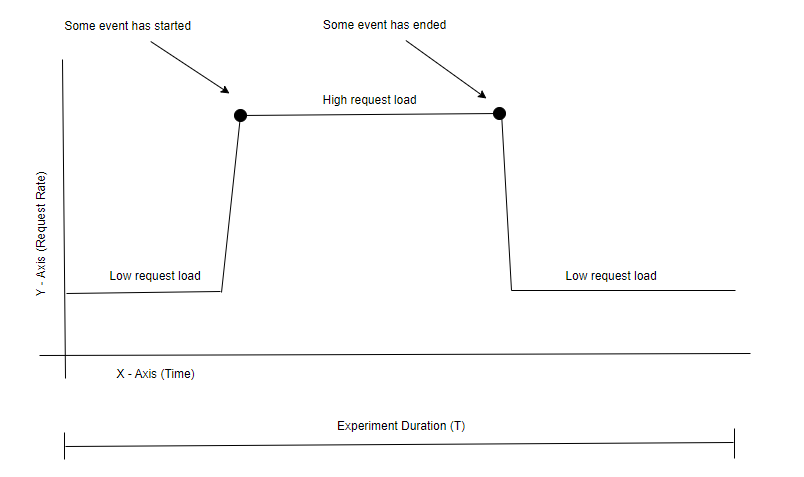 Some event has started
Some event has ended
High request load
Y - Axis (Request Rate)
Low request load
Low request load
X - Axis (Time)
Experiment Duration (T)